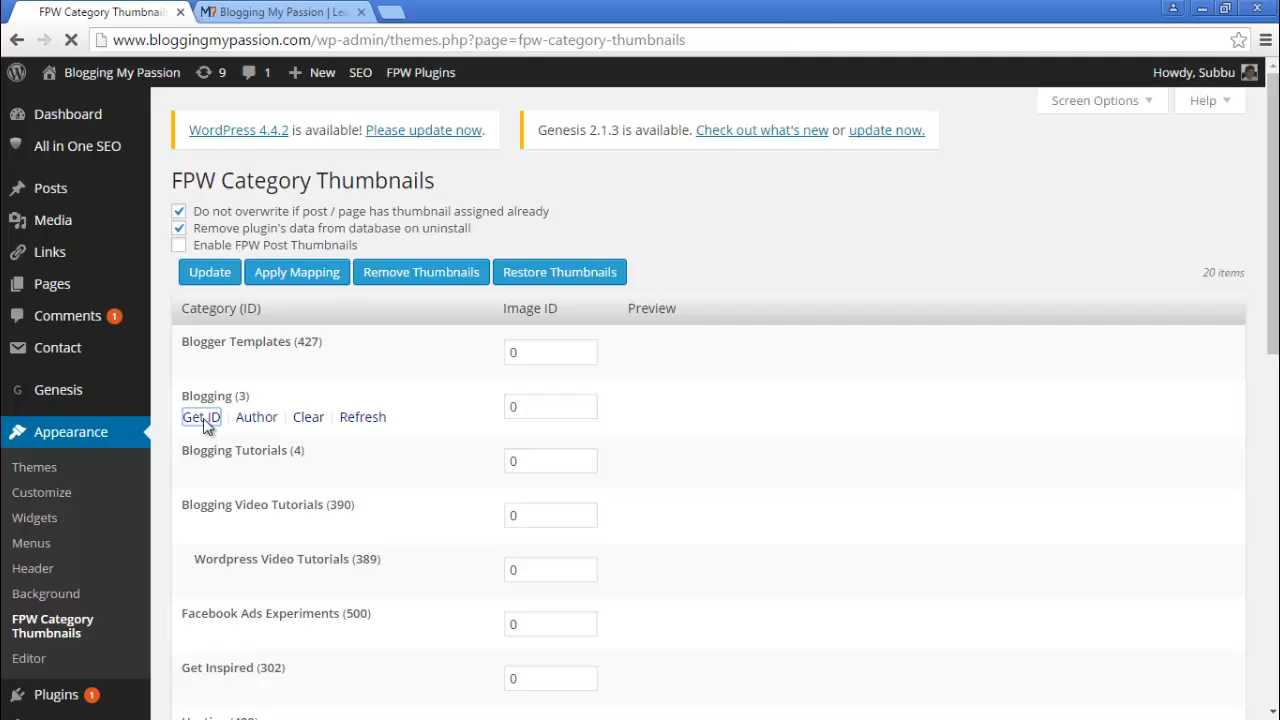 FPW Category Thumbnails
Blogging My Passion | Lea
www.bloggingmypassion.com/wp-admin/themes.php?page=fpw-category-thumbnails
Blogging My Passion 9 1 New SEO FPW Plugins Howdy, Subbu
Screen Options Help
Dashboard
All in One SEO
Posts
Media
Links
Pages
Comments 1
Contact
Genesis
Appearance
Themes
Customize
Widgets
Menus
Header
Background
FPW Category
Thumbnails
Editor
Plugins 1
WordPress 4.4.2 is available! Please update now.
Genesis 2.1.3 is available. Check out what's new or update now.
FPW Category Thumbnails
Do not overwrite if post / page has thumbnail assigned already
Remove plugin's data from database on uninstall
Enable FPW Post Thumbnails
Update Apply Mapping Remove Thumbnails Restore Thumbnails 20 items
Category (ID) Image ID Preview
Blogger Templates (427) 0
Blogging (3) 0
Get ID | Author | Clear | Refresh
Blogging Tutorials (4) 0
Blogging Video Tutorials (390) 0
Wordpress Video Tutorials (389) 0
Facebook Ads Experiments (500) 0
Get Inspired (302) 0